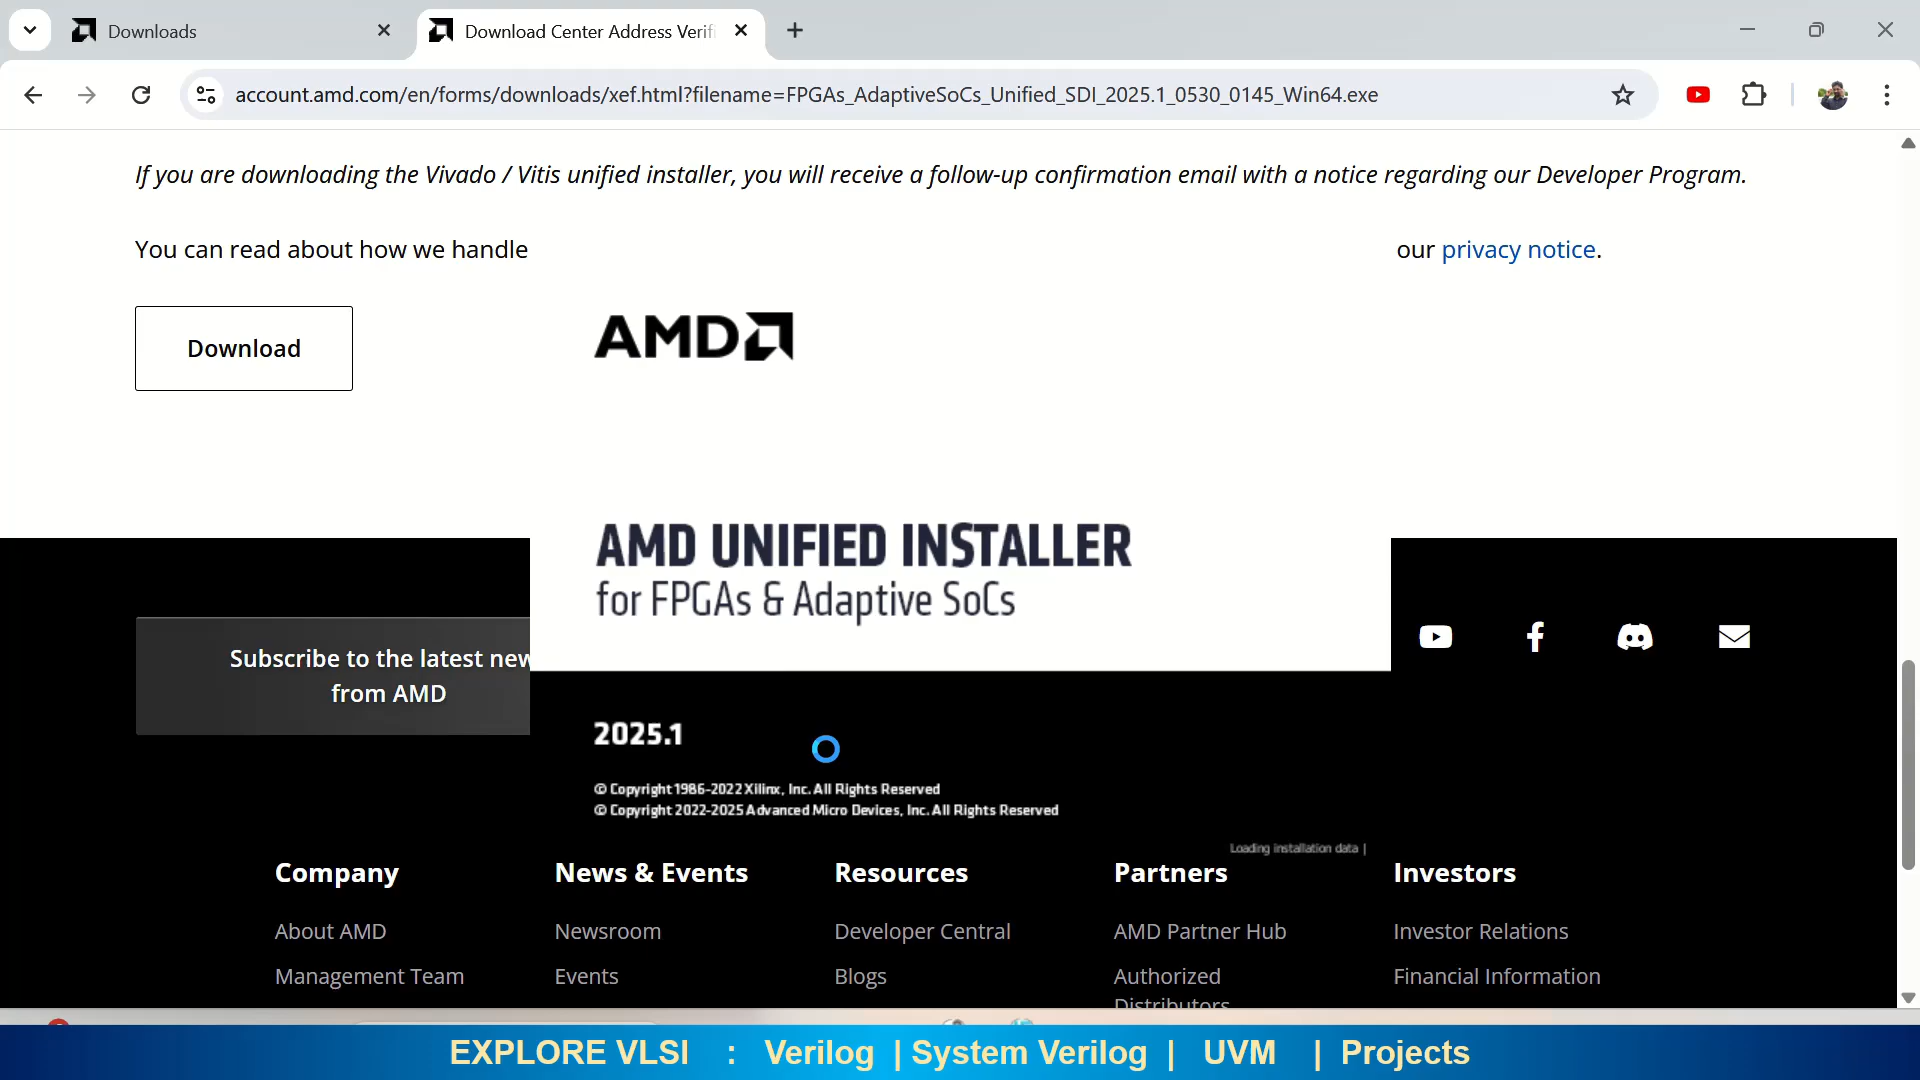 Downloads
Download Center Address Verifi
account.amd.com/en/forms/downloads/xef.html?filename=FPGAs_AdaptiveSoCs_Unified_SDI_2025.1_0530_0145_Win64.exe
If you are downloading the Vivado / Vitis unified installer, you will receive a follow-up confirmation email with a notice regarding our Developer Program.
You can read about how we handle
our privacy notice.
Download
AMD
AMD UNIFIED INSTALLER
for FPGAs & Adaptive SoCs
Subscribe to the latest new
from AMD
2025.1
© Copyright 1986-2022 Xilinx, Inc. All Rights Reserved
© Copyright 2022-2025 Advanced Micro Devices, Inc. All Rights Reserved
Loading installation data |
Company News & Events Resources Partners Investors
About AMD Newsroom Developer Central AMD Partner Hub Investor Relations
Management Team Events Blogs Authorized Financial Information
Distributors
EXPLORE VLSI : Verilog | System Verilog | UVM | Projects